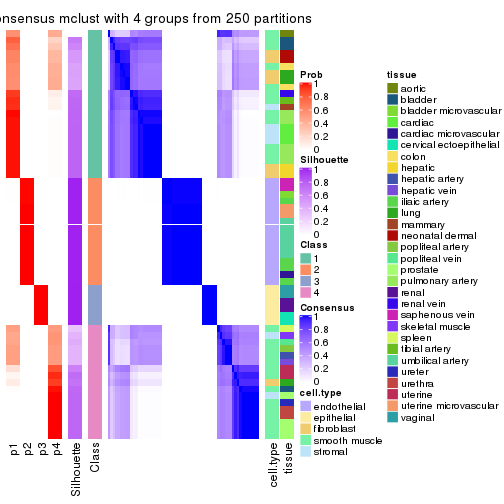 onsensus mclust with 4 groups from 250 partitions
p1
p2
p3
p4
Silhouette
Class
cell.type
tissue
Prob
0.8
0.6
0.4
0.2
0
Silhouette
1
0.8
0.6
0.4
0.2
0
Class
1
2
3
4
Consensus
1
0.8
0.6
0.4
0.2
0
cell.type
endothelial
epithelial
fibroblast
smooth muscle
stromal
tissue
aortic
bladder
bladder microvascular
cardiac
cardiac microvascular
cervical ectoepithelial
colon
hepatic
hepatic artery
hepatic vein
iliaic artery
lung
mammary
neonatal dermal
popliteal artery
popliteal vein
prostate
pulmonary artery
renal
renal vein
saphenous vein
skeletal muscle
spleen
tibial artery
umbilical artery
ureter
urethra
uterine
uterine microvascular
vaginal